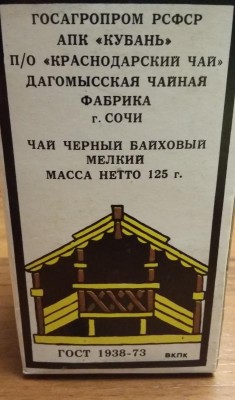 ГОСАГРОПРОМ РСФСР
АПК «КУБАНЬ»
П/О «КРАСНОДАРСКИЙ ЧАЙ»
ДАГОМЫССКАЯ ЧАЙНАЯ
ФАБРИКА
г. СОЧИ
ЧАЙ ЧЕРНЫЙ БАЙХОВЫЙ
МЕЛКИЙ
МАССА НЕТТО 125 г.
ГОСТ 1938-73 ВКПК